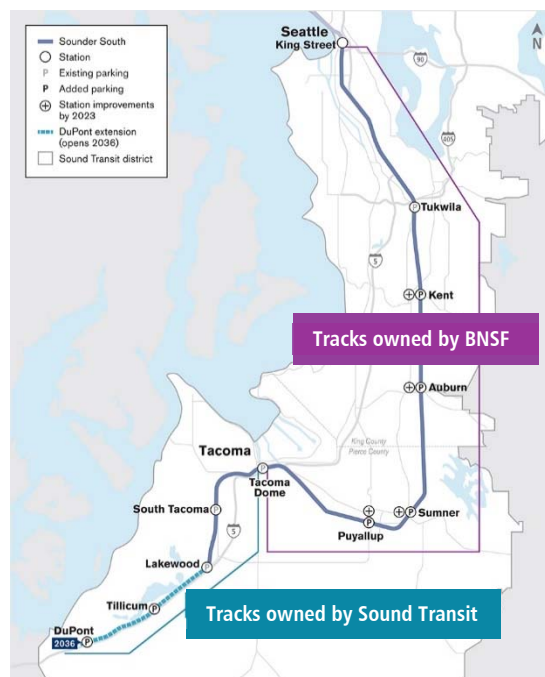 Sounder South
Station
P Existing parking
P Added parking
Station improvements
by 2023
DuPont extension
(opens 2036)
Sound Transit district
Seattle
King Street
N
90
405
P Tukwila
5
P Kent
Tracks owned by BNSF
P Auburn
King County
Pierce County
Tacoma
P
Tacoma
Dome
South Tacoma P
5
P Sumner
P
Puyallup
Lakewood P
Tillicum P
Tracks owned by Sound Transit
DuPont
2036 P